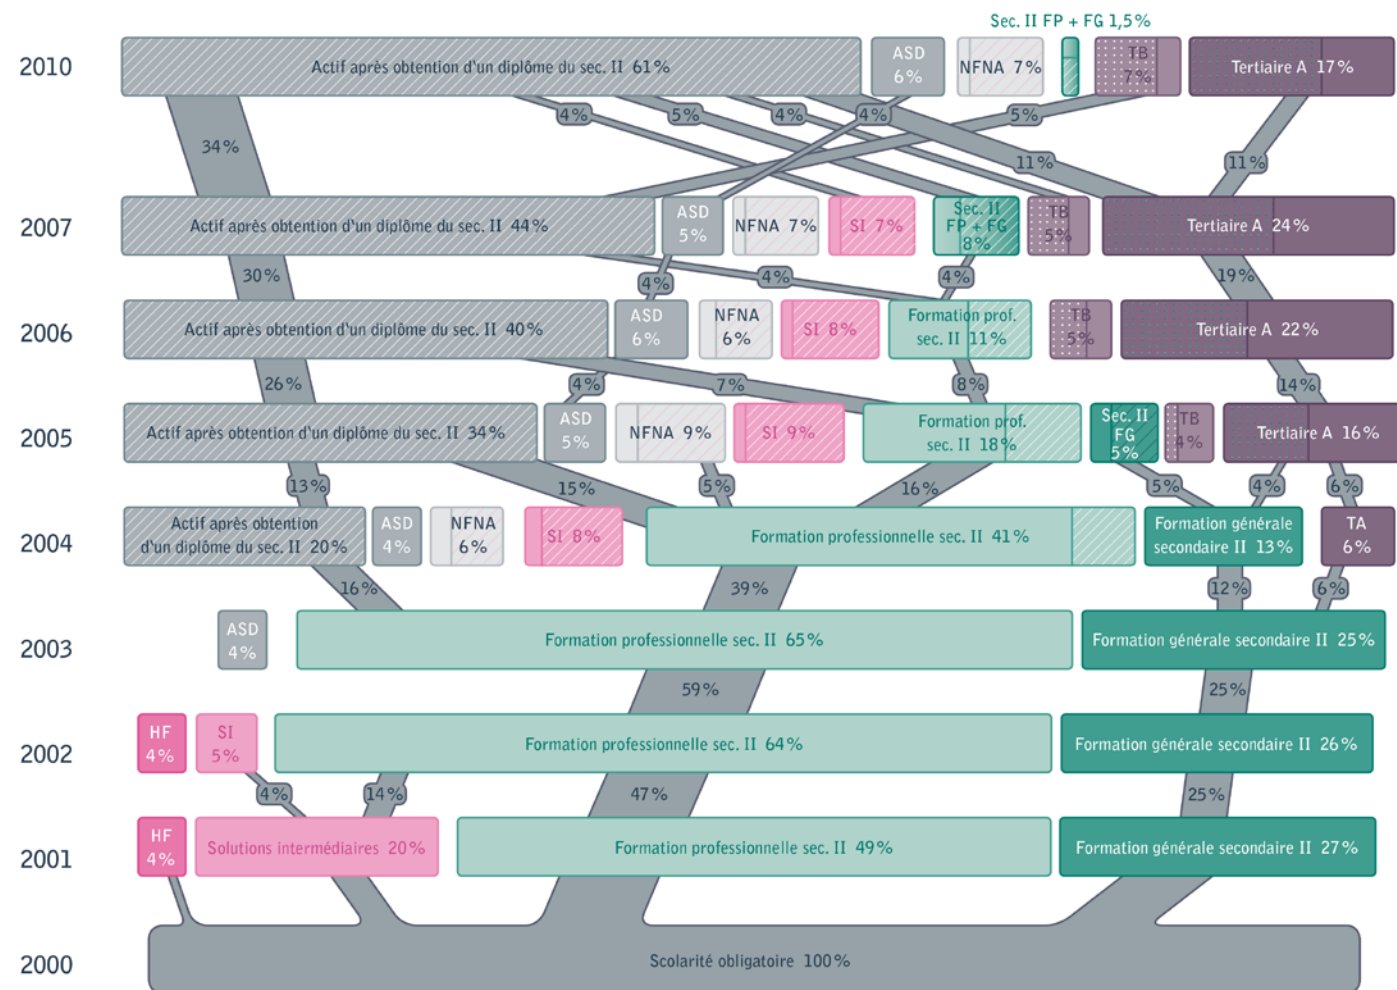 Sec. II FP + FG 1,5%
2010
Actif après obtention d'un diplôme du sec. II 61%
ASD
6%
NFNA 7%
TB
7%
Tertiaire A 17%
4%
5%
4%
4%
5%
34%
11%
11%
2007
Actif après obtention d'un diplôme du sec. II 44%
ASD
5%
NFNA 7%
SI 7%
Sec. II
FP + FG
8%
TB
5%
Tertiaire A 24%
30%
4%
4%
4%
19%
2006
Actif après obtention d'un diplôme du sec. II 40%
ASD
6%
NFNA
6%
SI 8%
Formation prof.
sec. II 11%
TB
5%
Tertiaire A 22%
26%
4%
7%
8%
14%
2005
Actif après obtention d'un diplôme du sec. II 34%
ASD
5%
NFNA 9%
SI 9%
Formation prof.
sec. II 18%
Sec. II
FG
5%
TB
4%
Tertiaire A 16%
13%
15%
5%
16%
5%
4%
6%
2004
Actif après obtention
d'un diplôme du sec. II 20%
ASD
4%
NFNA
6%
SI 8%
Formation professionnelle sec. II 41%
Formation générale
secondaire II 13%
TA
6%
16%
39%
12%
6%
2003
ASD
4%
Formation professionnelle sec. II 65%
Formation générale secondaire II 25%
59%
25%
2002
HF
4%
SI
5%
Formation professionnelle sec. II 64%
Formation générale secondaire II 26%
4%
14%
47%
25%
2001
HF
4%
Solutions intermédiaires 20%
Formation professionnelle sec. II 49%
Formation générale secondaire II 27%
2000
Scolarité obligatoire 100%